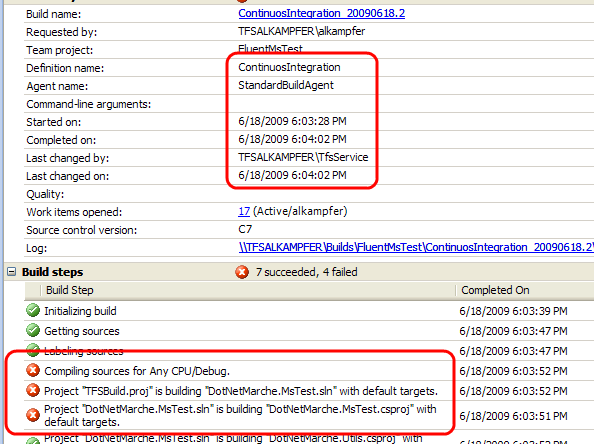 Build name: ContinuosIntegration_20090618.2
Requested by: TFSALKAMPFER\alkampfer
Team project: FluentMsTest
Definition name: ContinuosIntegration
Agent name: StandardBuildAgent
Command-line arguments:
Started on: 6/18/2009 6:03:28 PM
Completed on: 6/18/2009 6:04:02 PM
Last changed by: TFSALKAMPFER\TfsService
Last changed on: 6/18/2009 6:04:02 PM
Quality:
Work items opened: 17 (Active/alkampfer)
Source control version: C7
Log: \\TFSALKAMPFER\Builds\FluentMsTest\ContinuosIntegration_20090618.2\
Build steps 7 succeeded, 4 failed
Build Step Completed On
Initializing build 6/18/2009 6:03:39 PM
Getting sources 6/18/2009 6:03:47 PM
Labeling sources 6/18/2009 6:03:47 PM
Compiling sources for Any CPU/Debug. 6/18/2009 6:03:52 PM
Project "TFSBuild.proj" is building "DotNetMarche.MsTest.sln" with default targets. 6/18/2009 6:03:52 PM
Project "DotNetMarche.MsTest.sln" is building "DotNetMarche.MsTest.csproj" with 6/18/2009 6:03:51 PM
default targets.
Project "DotNetMarche.MsTest.sln" is building "DotNetMarche.Utils.csproj" with